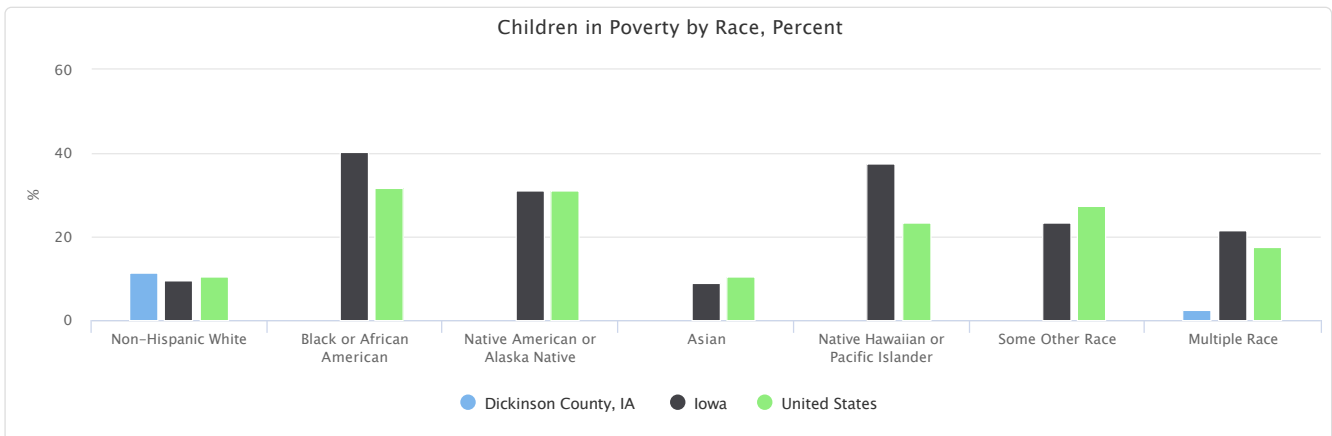 Children in Poverty by Race, Percent
60
40
20
0
%
Non-Hispanic White
Black or African
American
Native American or
Alaska Native
Asian
Native Hawaiian or
Pacific Islander
Some Other Race
Multiple Race
Dickinson County, IA
Iowa
United States